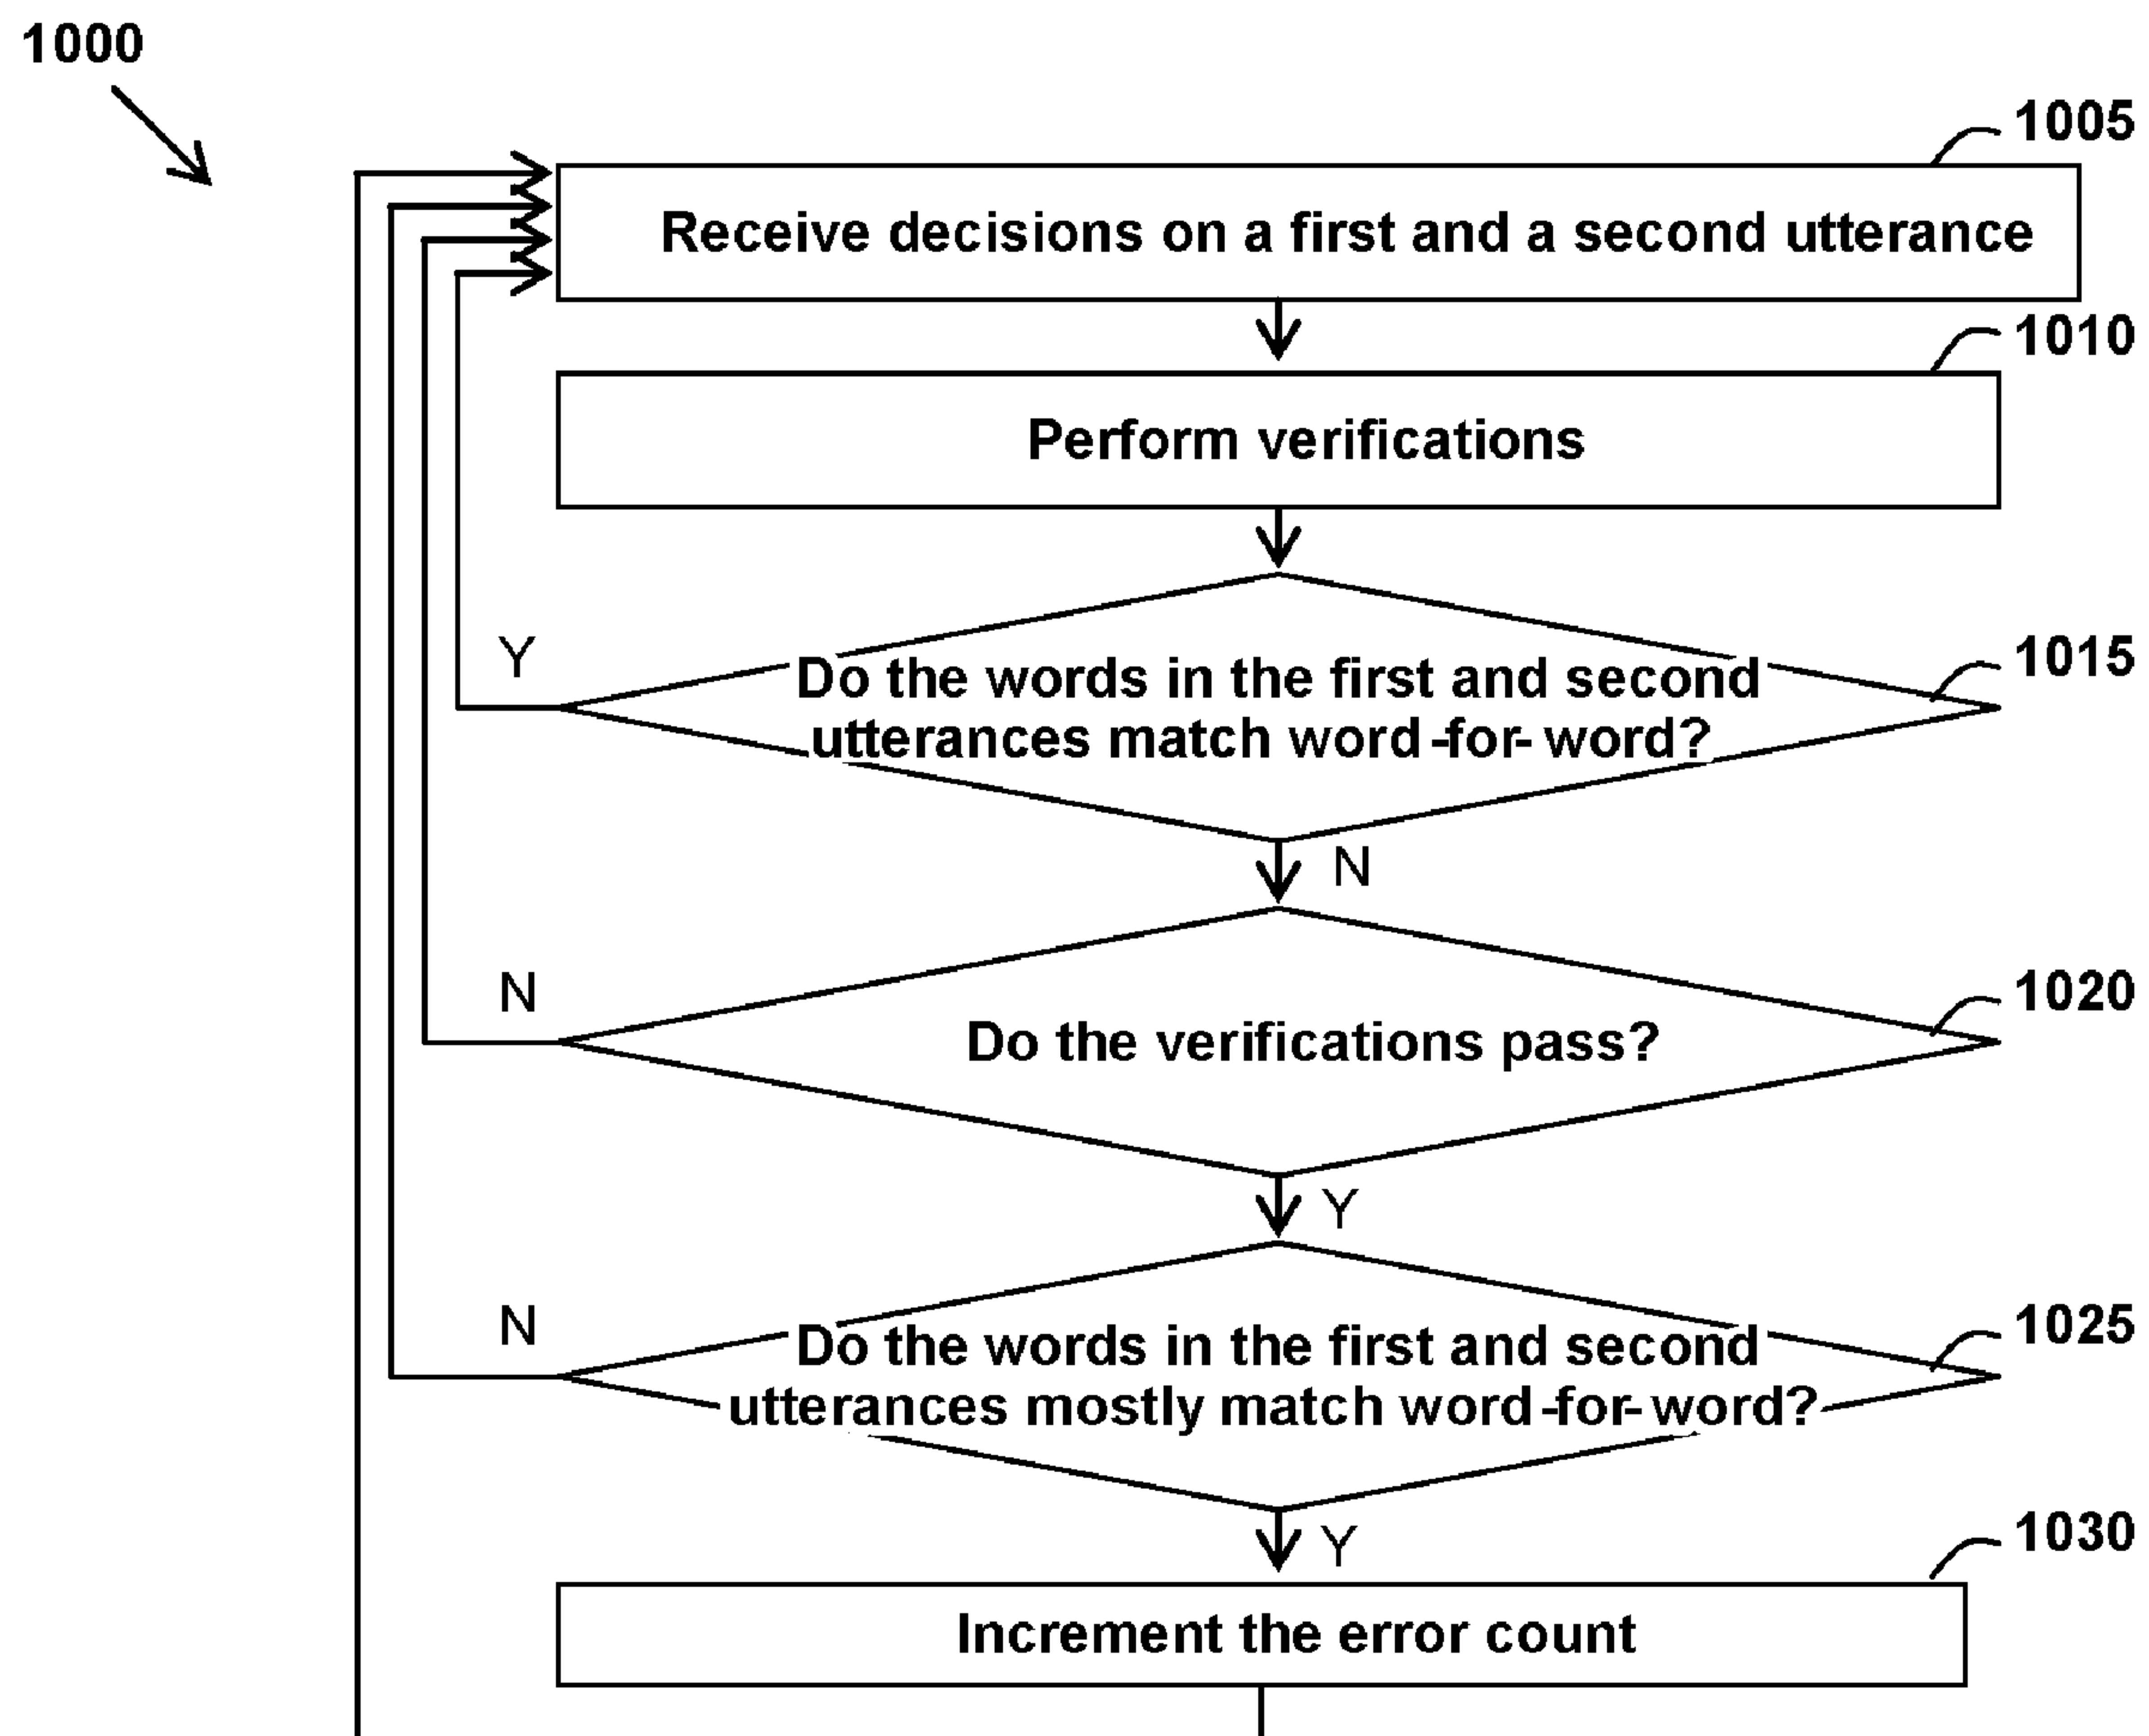 1000
1005
Receive decisions on a first and a second utterance
1010
Perform verifications
1015
Y
Do the words in the first and second
utterances match word-for-word?
N
1020
N
Do the verifications pass?
Y
1025
N
Do the words in the first and second
utterances mostly match word-for-word?
Y
1030
Increment the error count